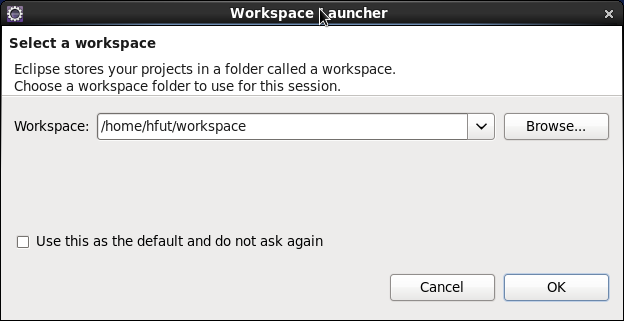 Workspace Launcher
Select a workspace
Eclipse stores your projects in a folder called a workspace.
Choose a workspace folder to use for this session.
Workspace: /home/hfut/workspace Browse...
Use this as the default and do not ask again
Cancel OK